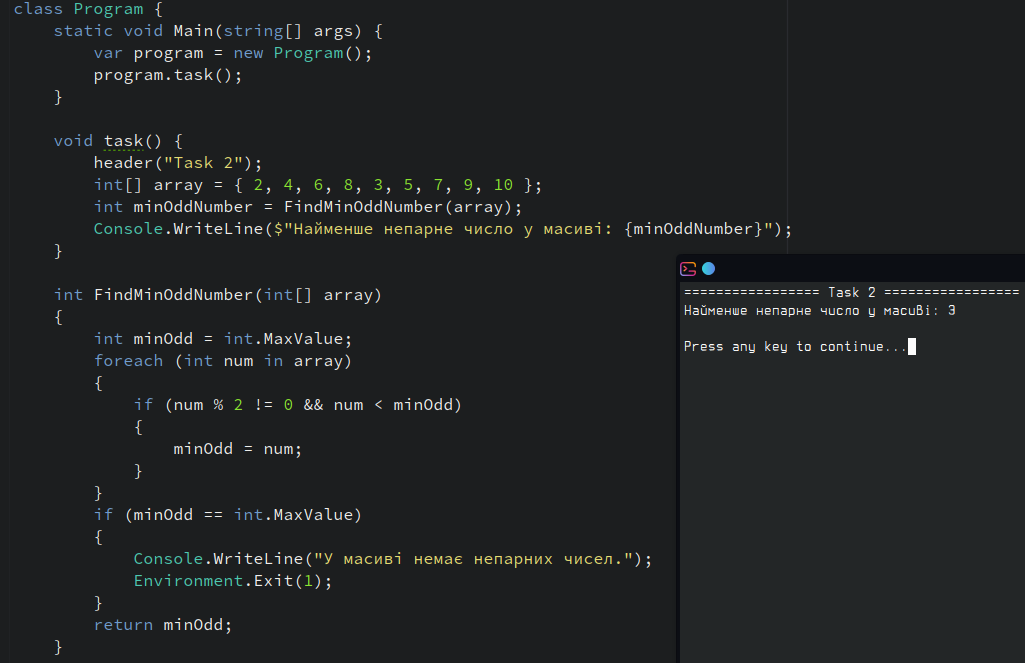 class Program {
static void Main(string[] args) {
var program = new Program();
program.task();
}
void task() {
header("Task 2");
int[] array = { 2, 4, 6, 8, 3, 5, 7, 9, 10 };
int minOddNumber = FindMinOddNumber(array);
Console.WriteLine($"Найменше непарне число у масиві: {minOddNumber}");
}
int FindMinOddNumber(int[] array)
{
int minOdd = int.MaxValue;
foreach (int num in array)
{
if (num % 2 != 0 && num < minOdd)
{
minOdd = num;
}
}
if (minOdd == int.MaxValue)
{
Console.WriteLine("У масиві немає непарних чисел.");
Environment.Exit(1);
}
return minOdd;
}
================= Task 2 =================
Найменше непарне число у масиві: 3
Press any key to continue...